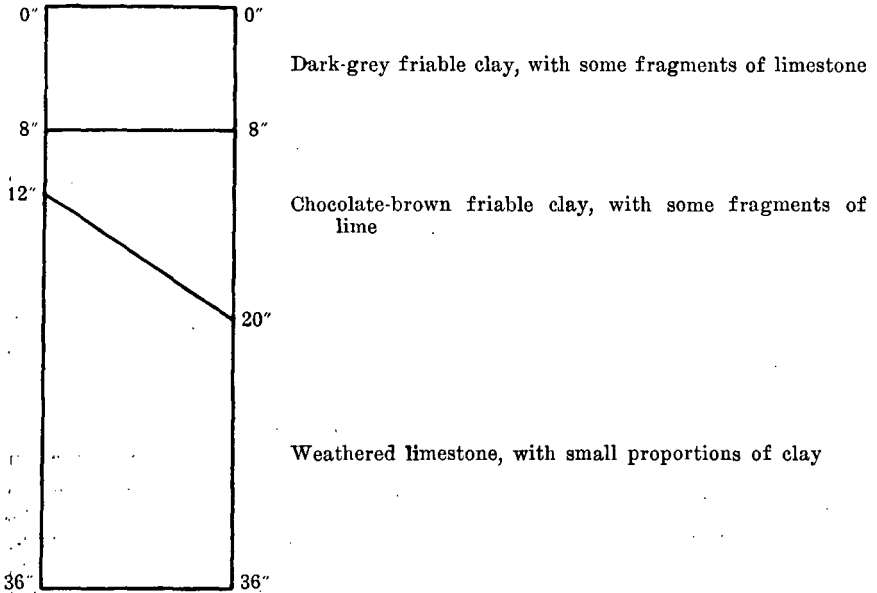 0″ 0″
Dark-grey friable clay, with some fragments of limestone
8″ 8″
12″
Chocolate-brown friable clay, with some fragments of
lime
20″
Weathered limestone, with small proportions of clay
36″ 36″